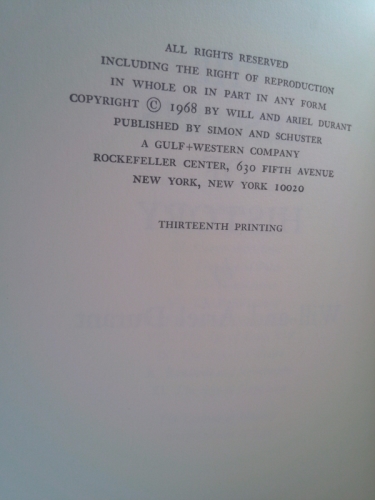 ALL RIGHTS RESERVED
INCLUDING THE RIGHT OF REPRODUCTION
IN WHOLE OR IN PART IN ANY FORM
COPYRIGHT © 1968 BY WILL AND ARIEL DURANT
PUBLISHED BY SIMON AND SCHUSTER
A GULF+WESTERN COMPANY
ROCKEFELLER CENTER, 630 FIFTH AVENUE
NEW YORK, NEW YORK 10020
THIRTEENTH PRINTING